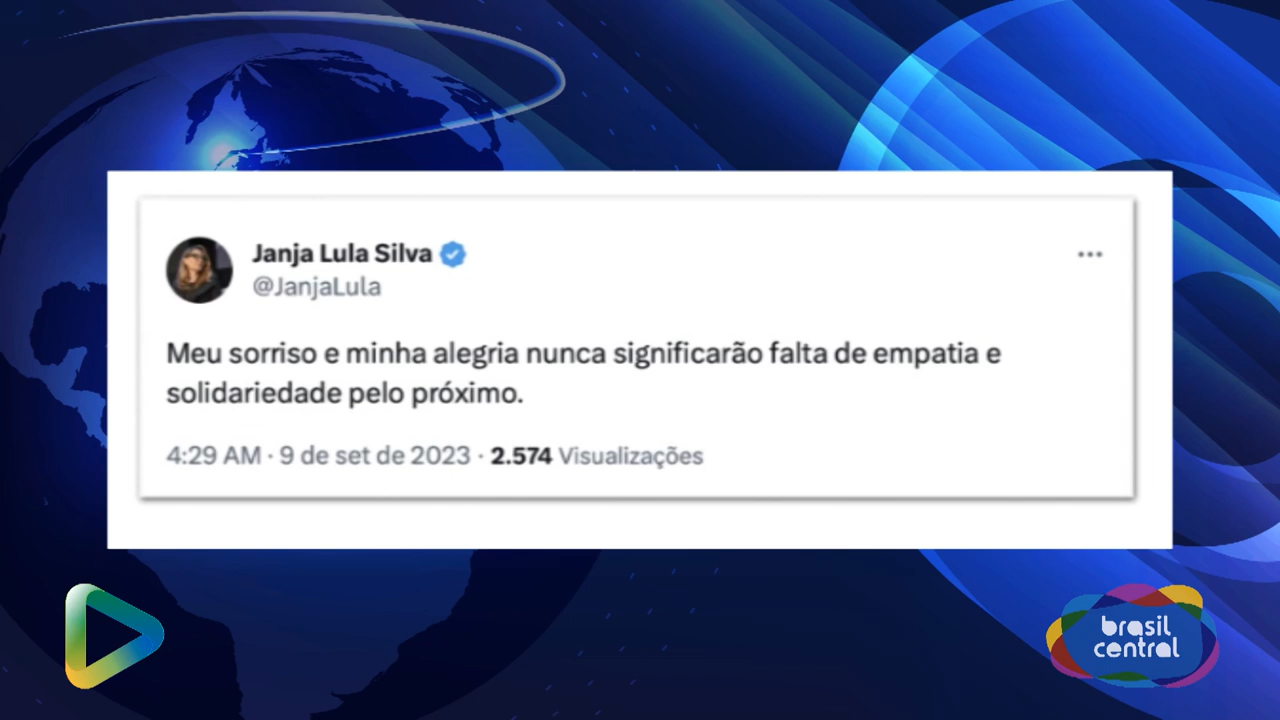 Janja Lula Silva
@JanjaLula
Meu sorriso e minha alegria nunca significarão falta de empatia e
solidariedade pelo próximo.
4:29 AM · 9 de set de 2023 · 2.574 Visualizações
brasil
central